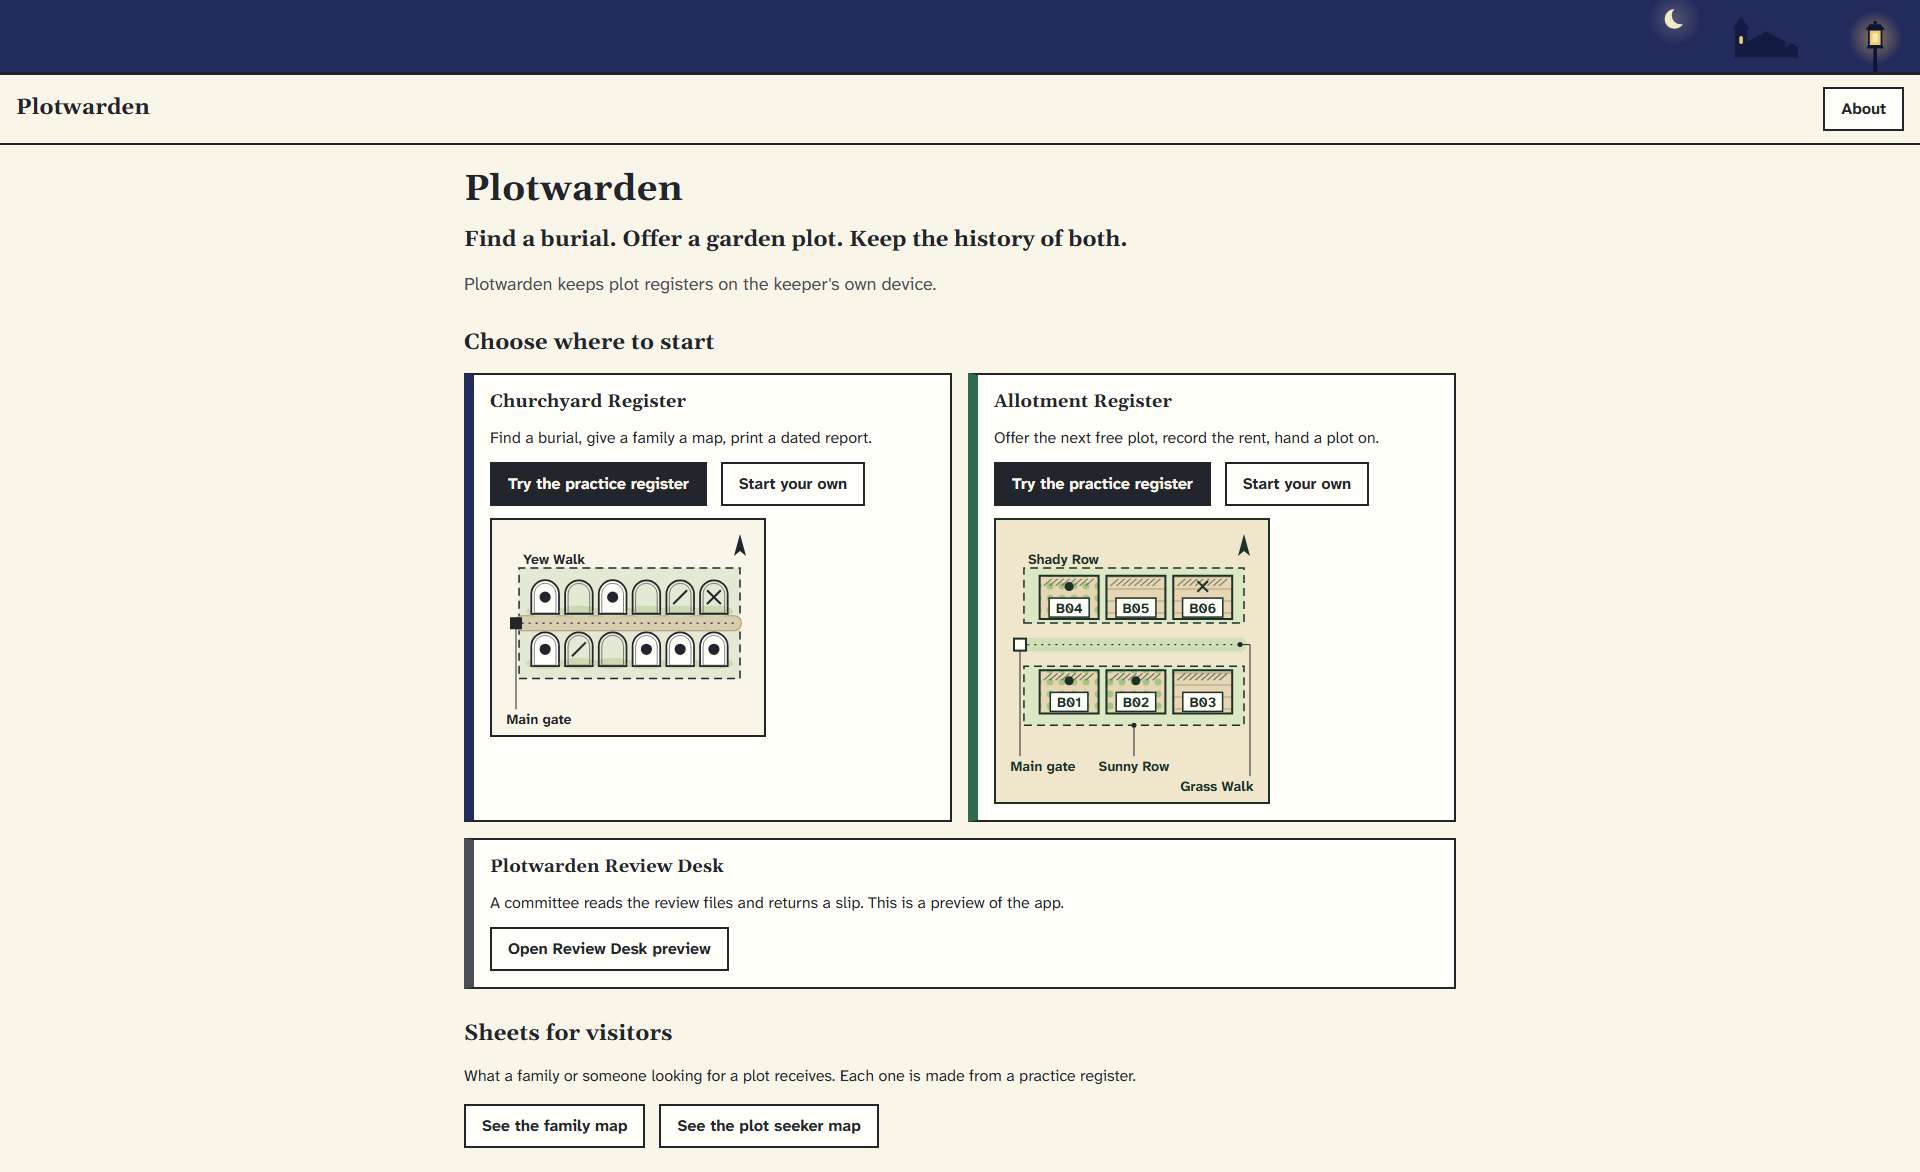 Plotwarden
About
Plotwarden
Find a burial. Offer a garden plot. Keep the history of both.
Plotwarden keeps plot registers on the keeper's own device.
Choose where to start
Churchyard Register
Find a burial, give a family a map, print a dated report.
Try the practice register
Start your own
Yew Walk
Main gate
Allotment Register
Offer the next free plot, record the rent, hand a plot on.
Try the practice register
Start your own
Shady Row
B04 B05 B06
B01 B02 B03
Main gate
Sunny Row
Grass Walk
Plotwarden Review Desk
A committee reads the review files and returns a slip. This is a preview of the app.
Open Review Desk preview
Sheets for visitors
What a family or someone looking for a plot receives. Each one is made from a practice register.
See the family map
See the plot seeker map